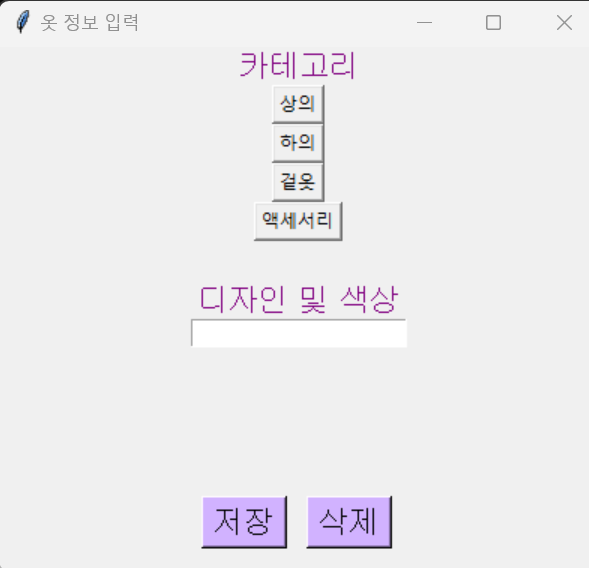 옷 정보 입력
카테고리
상의
하의
겉옷
액세서리
디자인 및 색상
저장 삭제